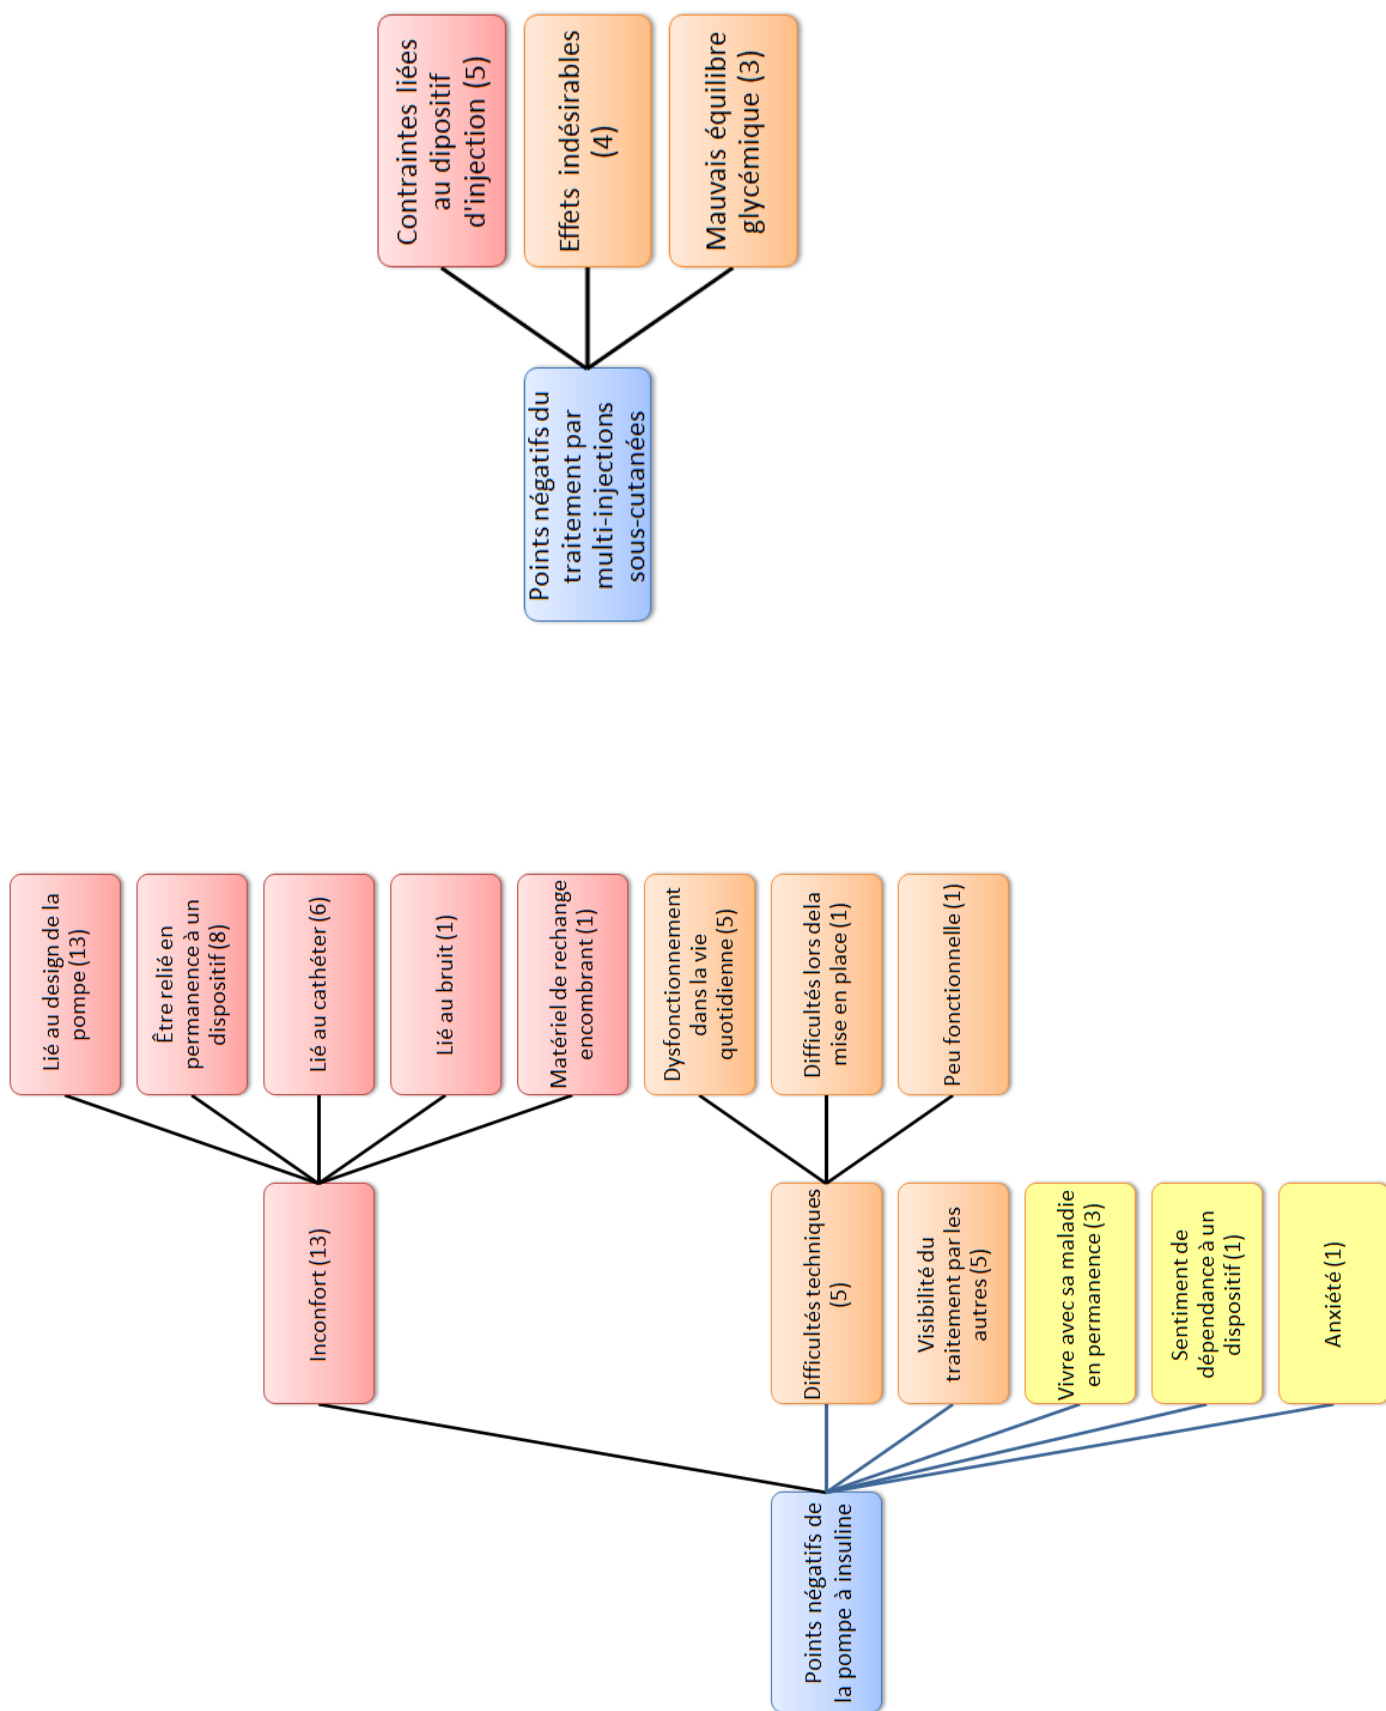 Contraintes liées
au dipositif
d'injection (5)
Effets indésirables
(4)
Mauvais équilibre
glycémique (3)
Points négatifs du
traitement par
multi-injections
sous-cutanées
Lié au design de la
pompe (13)
Être relié en
permanence à un
dispositif (8)
Lié au cathéter (6)
Lié au bruit (1)
Matériel de rechange
encombrant (1)
Dysfonctionnement
dans la vie
quotidienne (5)
Difficultés lors dela
mise en place (1)
Peu fonctionnelle (1)
Inconfort (13)
Difficultés techniques
(5)
Visibilité du
traitement par les
autres (5)
Vivre avec sa maladie
en permanence (3)
Sentiment de
dépendance à un
dispositif (1)
Anxiété (1)
Points négatifs de
la pompe à insuline